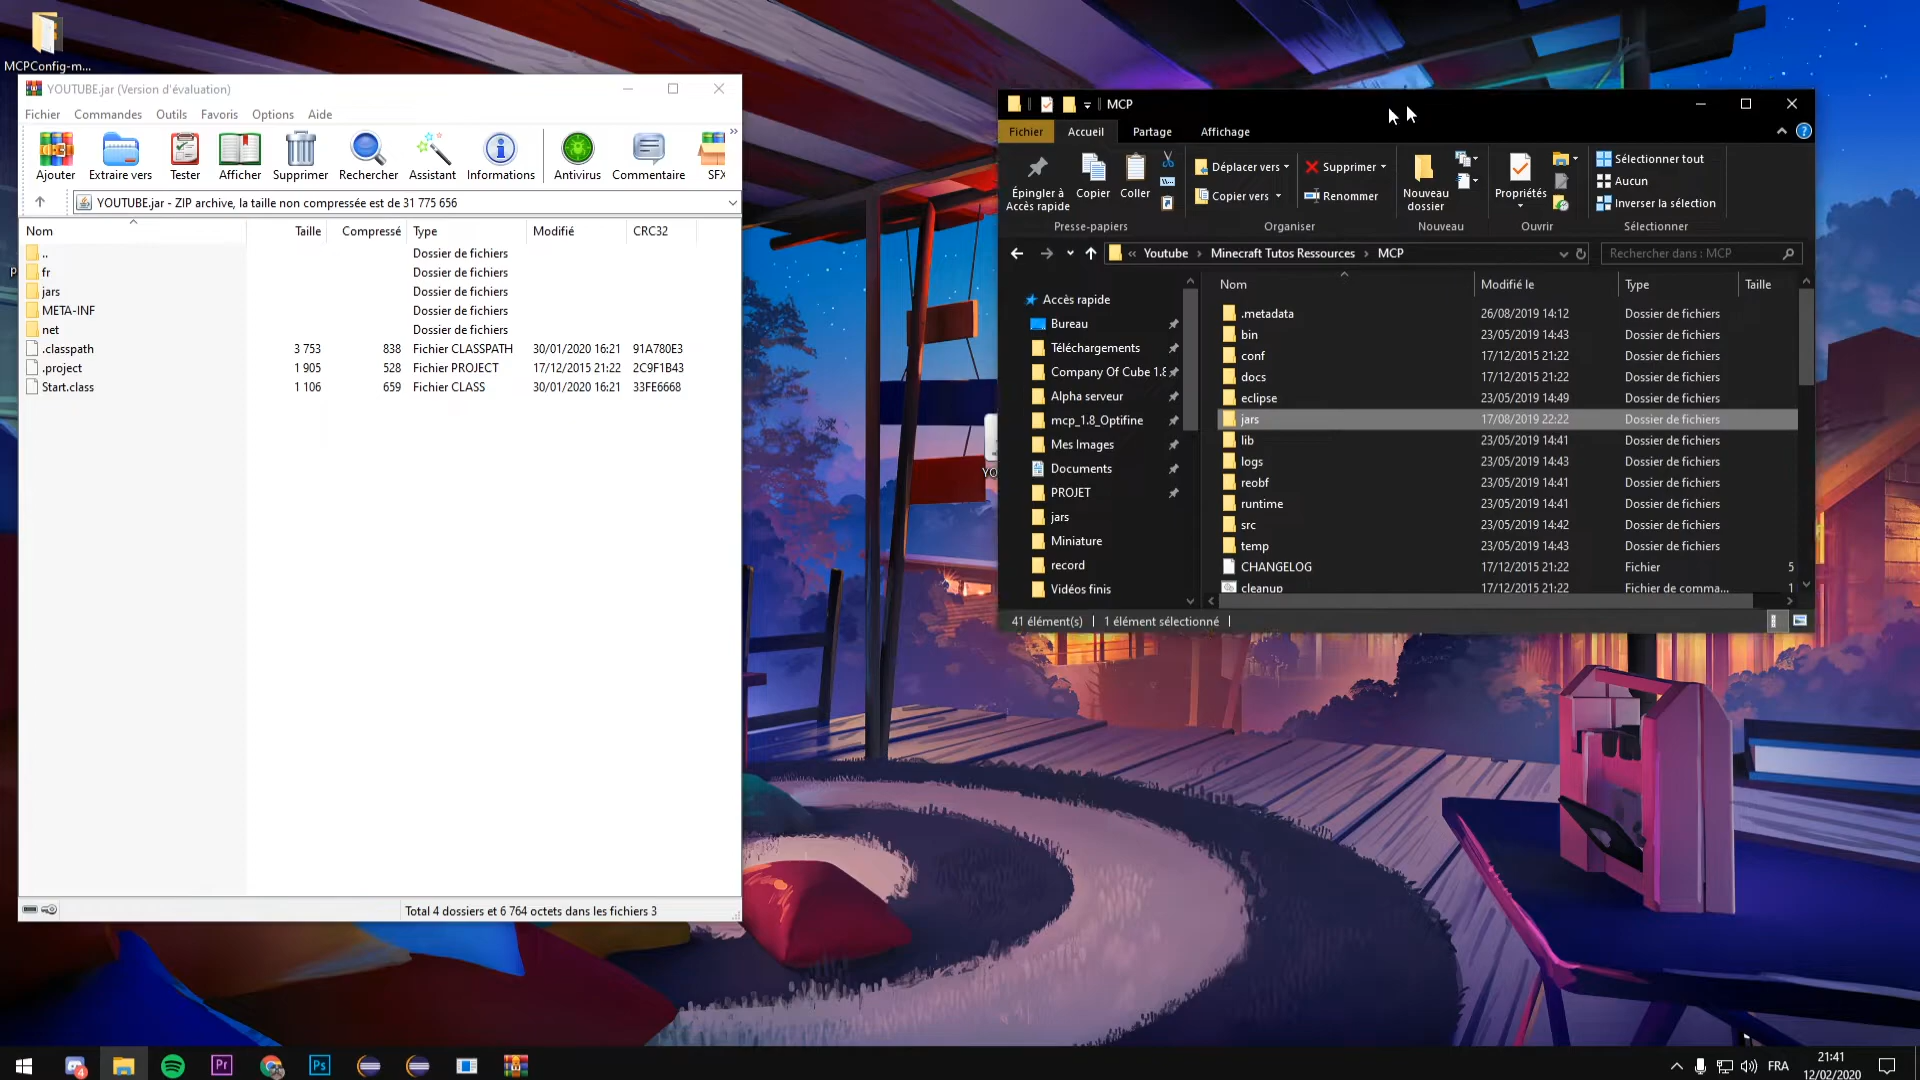 MCPConfig-m...
YOUTUBE.jar (Version d'évaluation)
Fichier Commandes Outils Favoris Options Aide
Ajouter Extraire vers Tester Afficher Supprimer Rechercher Assistant Informations Antivirus Commentaire SFX
YOUTUBE.jar - ZIP archive, la taille non compressée est de 31 775 656
Nom Taille Compressé Type Modifié CRC32
.. Dossier de fichiers
fr Dossier de fichiers
jars Dossier de fichiers
META-INF Dossier de fichiers
net Dossier de fichiers
.classpath 3 753 838 Fichier CLASSPATH 30/01/2020 16:21 91A780E3
.project 1 905 528 Fichier PROJECT 17/12/2015 21:22 2C9F1B43
Start.class 1 106 659 Fichier CLASS 30/01/2020 16:21 33FE6668
Total 4 dossiers et 6 764 octets dans les fichiers 3
P
YO
MCP
Fichier Accueil Partage Affichage
Épingler à Accès rapide Copier Coller
Déplacer vers Supprimer
Copier vers Renommer
Nouveau dossier Propriétés
Sélectionner tout
Aucun
Inverser la sélection
Presse-papiers Organiser Nouveau Ouvrir Sélectionner
« Youtube › Minecraft Tutos Ressources › MCP
Rechercher dans : MCP
Accès rapide
Bureau
Téléchargements
Company Of Cube 1.8
Alpha serveur
mcp_1.8_Optifine
Mes Images
Documents
PROJET
jars
Miniature
record
Vidéos finis
Nom Modifié le Type Taille
.metadata 26/08/2019 14:12 Dossier de fichiers
bin 23/05/2019 14:43 Dossier de fichiers
conf 17/12/2015 21:22 Dossier de fichiers
docs 17/12/2015 21:22 Dossier de fichiers
eclipse 23/05/2019 14:49 Dossier de fichiers
jars 17/08/2019 22:22 Dossier de fichiers
lib 23/05/2019 14:41 Dossier de fichiers
logs 23/05/2019 14:43 Dossier de fichiers
reobf 23/05/2019 14:41 Dossier de fichiers
runtime 23/05/2019 14:41 Dossier de fichiers
src 23/05/2019 14:42 Dossier de fichiers
temp 23/05/2019 14:43 Dossier de fichiers
CHANGELOG 17/12/2015 21:22 Fichier 5
cleanup 17/12/2015 21:22 Fichier de comma... 1
41 élément(s) 1 élément sélectionné
4 Pr Ps
FRA
21:41
12/02/2020